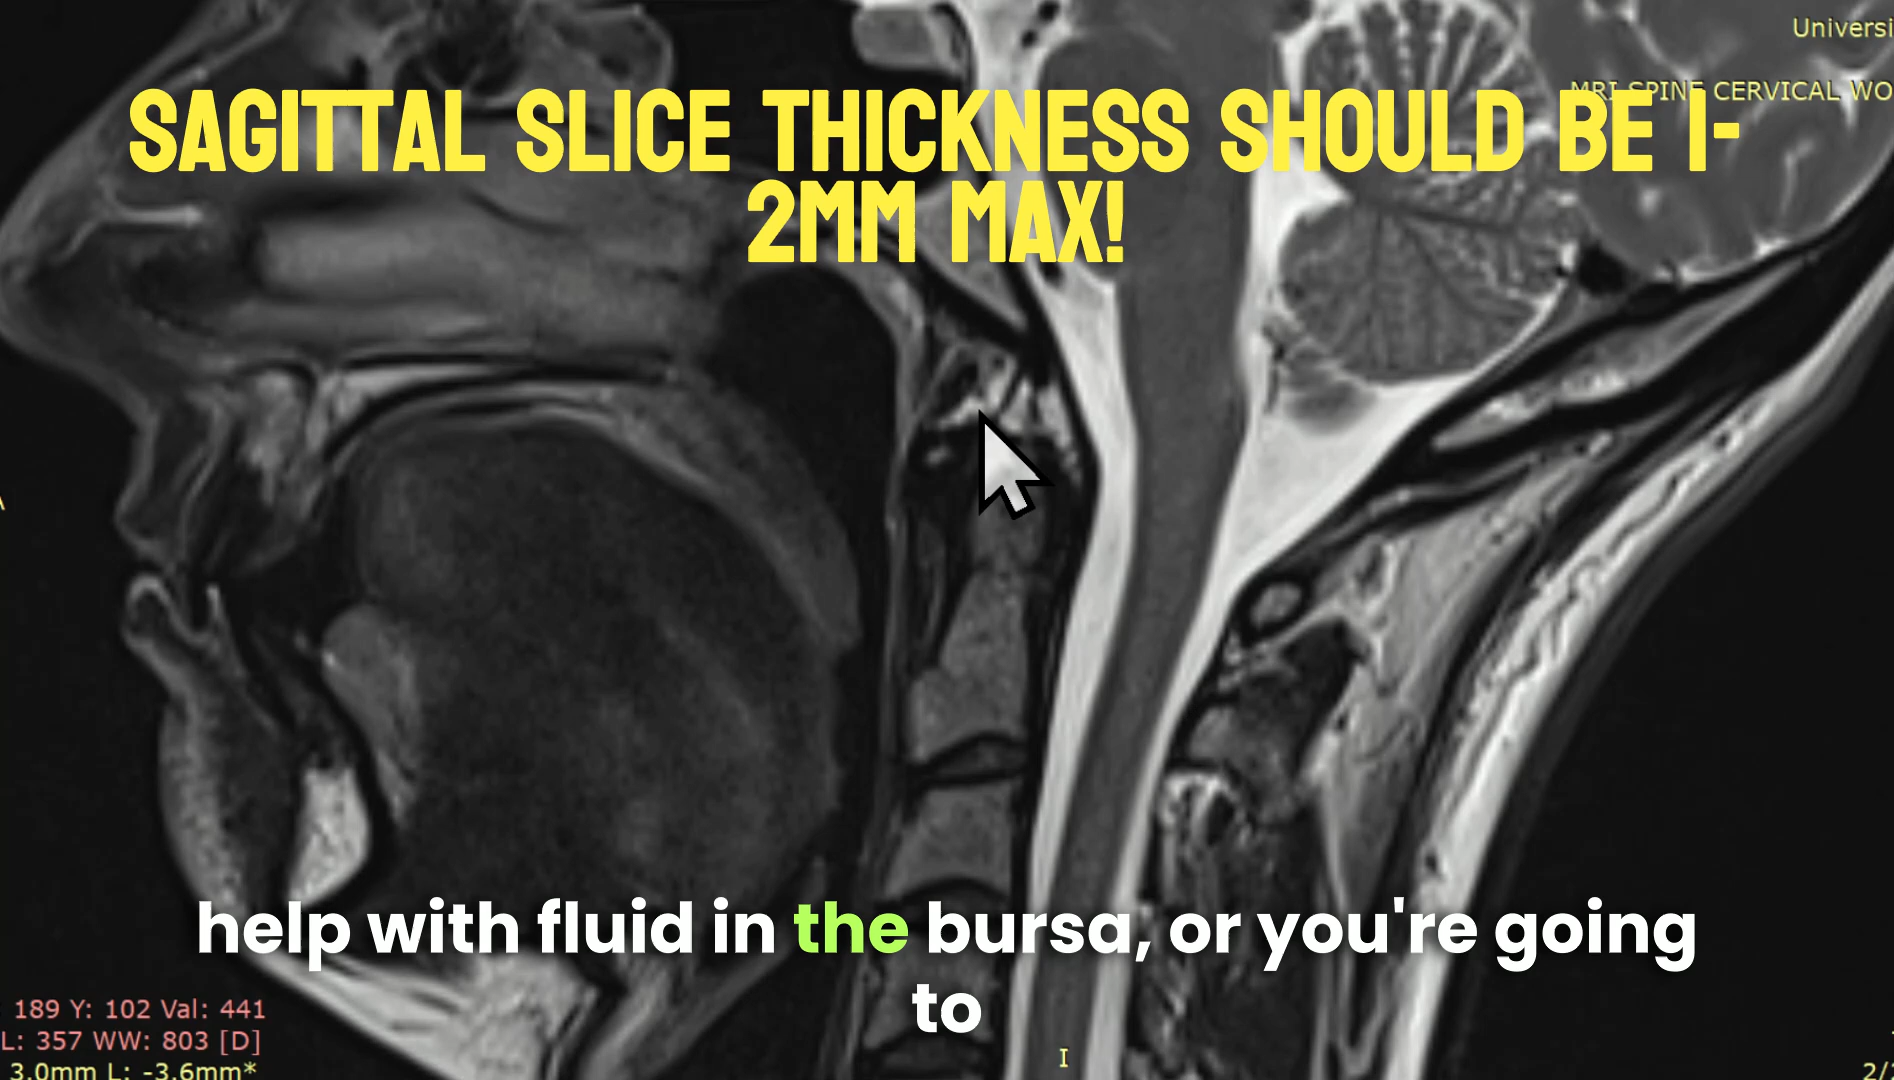 Universi
MRI SPINE CERVICAL WO
SAGITTAL SLICE THICKNESS SHOULD BE 1-
2MM MAX!
help with fluid in the bursa, or you're going
to
189 Y: 102 Val: 441
L: 357 WW: 803 [D]
3.0mm L: -3.6mm*
I
2/